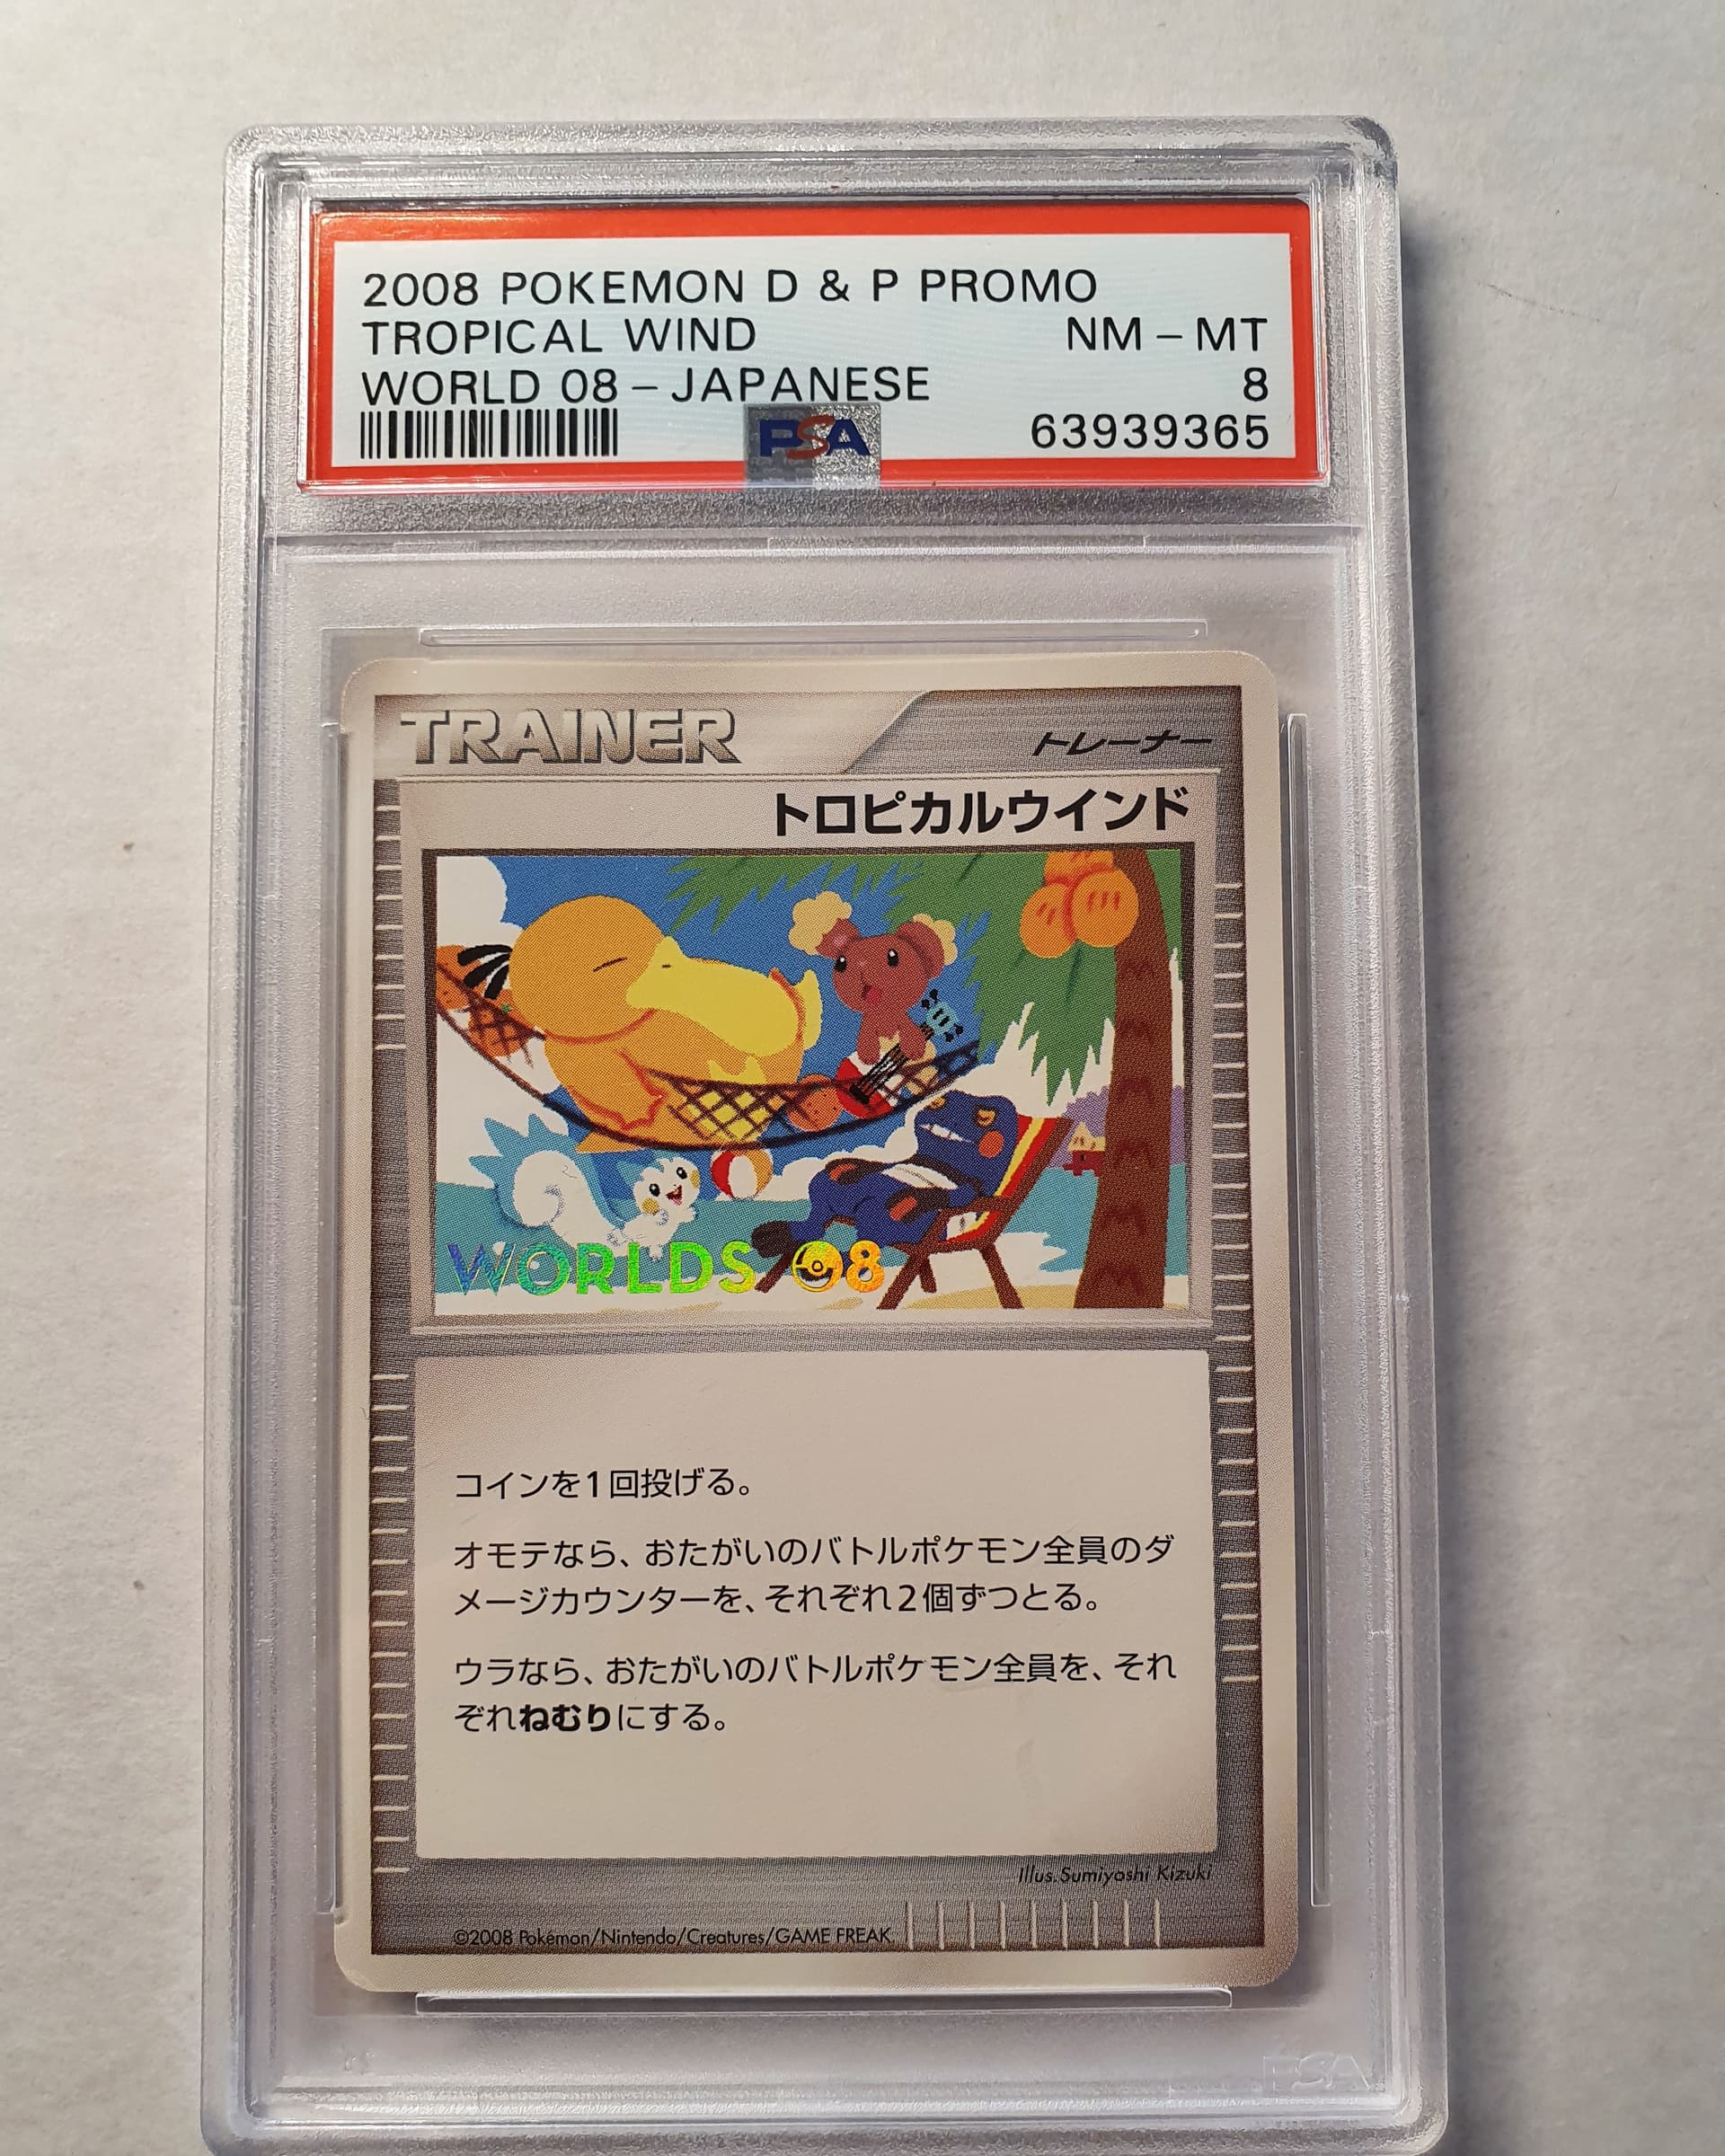 2008 POKEMON D & P PROMO
TROPICAL WIND NM - MT
WORLD 08 - JAPANESE 8
PSA 63939365
TRAINER トレーナー
トロピカルウインド
WORLDS 08
コインを1回投げる。
オモテなら、おたがいのバトルポケモン全員のダ
メージカウンターを、それぞれ2個ずつとる。
ウラなら、おたがいのバトルポケモン全員を、それ
ぞれねむりにする。
Illus.Sumiyoshi Kizuki
©2008 Pokémon/Nintendo/Creatures/GAME FREAK.
PSA